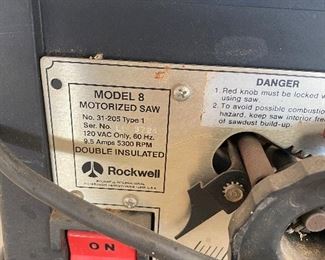 MODEL 8
MOTORIZED SAW
No. 31-205 Type 1
Ser. No.
120 VAC Only, 60 Hz.
9.5 Amps 5300 RPM
DOUBLE INSULATED
Rockwell
DANGER
1. Red knob must be locked w
using saw.
2. To avoid possible combustio
hazard, keep saw interior fre
of sawdust build-up.
ON